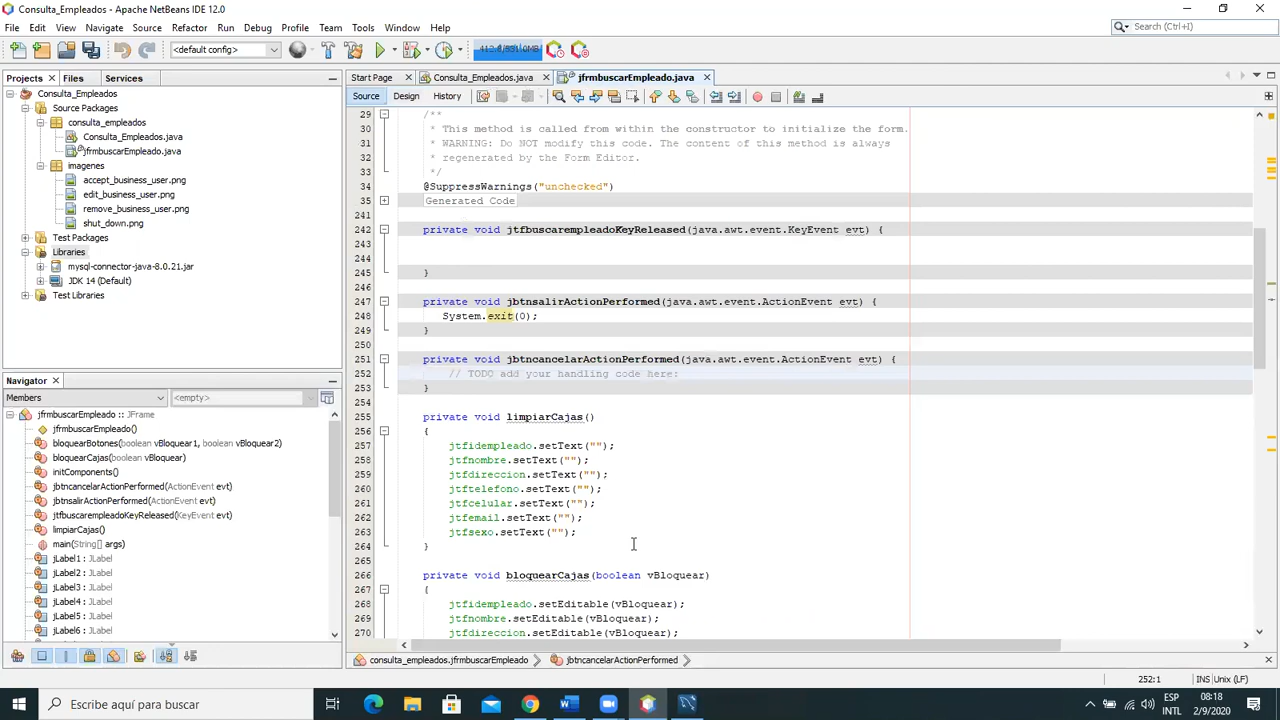 Consulta_Empleados - Apache NetBeans IDE 12.0
File Edit View Navigate Source Refactor Run Debug Profile Team Tools Window Help
Search (Ctrl+I)
<default config>
Projects Files Services
Start Page Consulta_Empleados.java jfrmbuscarEmpleado.java
Source Design History
Consulta_Empleados
Source Packages
consulta_empleados
Consulta_Empleados.java
jfrmbuscarEmpleado.java
imagenes
accept_business_user.png
edit_business_user.png
remove_business_user.png
shut_down.png
Test Packages
Libraries
mysql-connector-java-8.0.21.jar
JDK 14 (Default)
Test Libraries
Navigator
Members <empty>
jfrmbuscarEmpleado :: JFrame
jfrmbuscarEmpleado()
bloquearBotones(boolean vBloquear1, boolean vBloquear2)
bloquearCajas(boolean vBloquear)
initComponents()
jbtncancelarActionPerformed(ActionEvent evt)
jbtnsalirActionPerformed(ActionEvent evt)
jtfbuscarempleadoKeyReleased(KeyEvent evt)
limpiarCajas()
main(String[] args)
jLabel1 : JLabel
jLabel2 : JLabel
jLabel3 : JLabel
jLabel4 : JLabel
jLabel5 : JLabel
jLabel6 : JLabel
29 /**
30 * This method is called from within the constructor to initialize the form.
31 * WARNING: Do NOT modify this code. The content of this method is always
32 * regenerated by the Form Editor.
33 */
34 @SuppressWarnings("unchecked")
35 Generated Code
241
242 private void jtfbuscarempleadoKeyReleased(java.awt.event.KeyEvent evt) {
243
244
245 }
246
247 private void jbtnsalirActionPerformed(java.awt.event.ActionEvent evt) {
248 System.exit(0);
249 }
250
251 private void jbtncancelarActionPerformed(java.awt.event.ActionEvent evt) {
252 // TODO add your handling code here:
253 }
254
255 private void limpiarCajas()
256 {
257 jtfidempleado.setText("");
258 jtfnombre.setText("");
259 jtfdireccion.setText("");
260 jtftelefono.setText("");
261 jtfcelular.setText("");
262 jtfemail.setText("");
263 jtfsexo.setText("");
264 }
265
266 private void bloquearCajas(boolean vBloquear)
267 {
268 jtfidempleado.setEditable(vBloquear);
269 jtfnombre.setEditable(vBloquear);
270 jtfdireccion.setEditable(vBloquear);
consulta_empleados.jfrmbuscarEmpleado jbtncancelarActionPerformed
252:1 INS Unix (LF)
Escribe aquí para buscar
ESP
INTL
08:18
2/9/2020